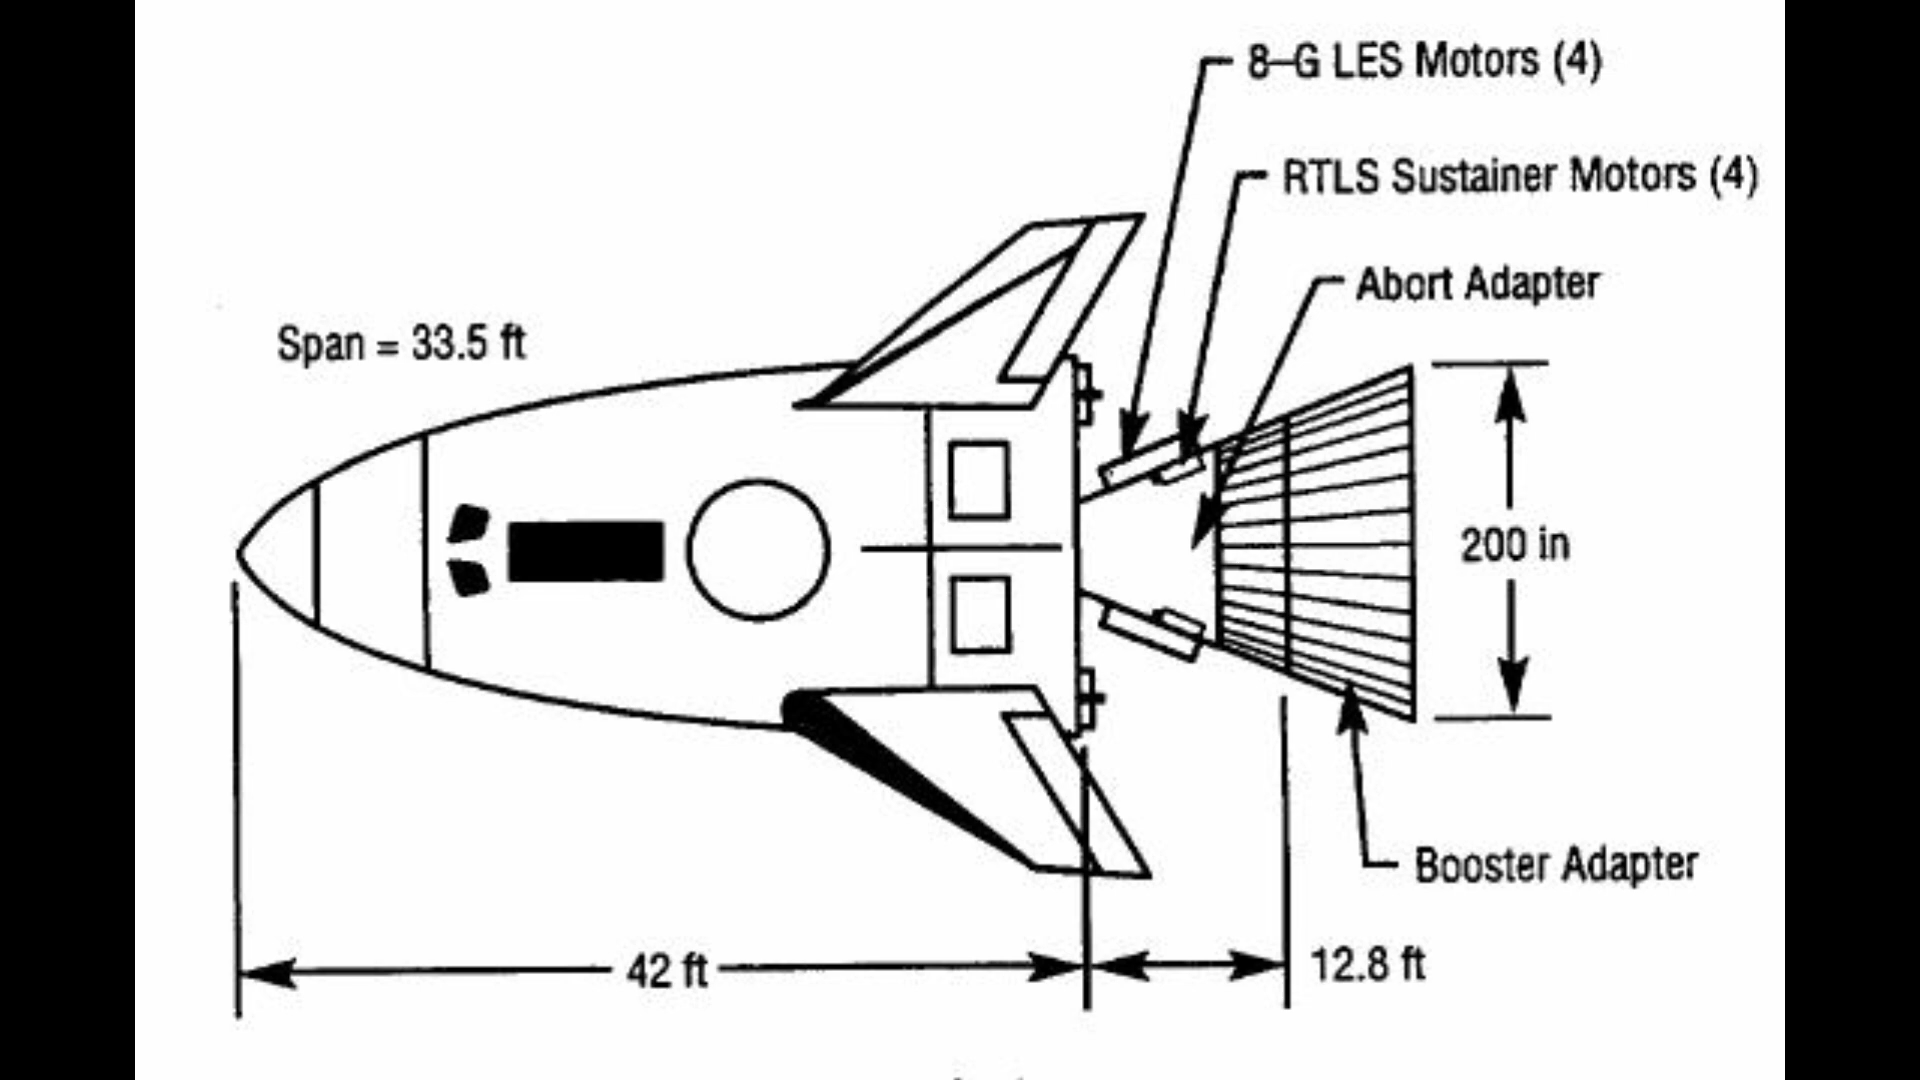 8–G LES Motors (4)
RTLS Sustainer Motors (4)
Abort Adapter
Span = 33.5 ft
200 in
Booster Adapter
42 ft
12.8 ft